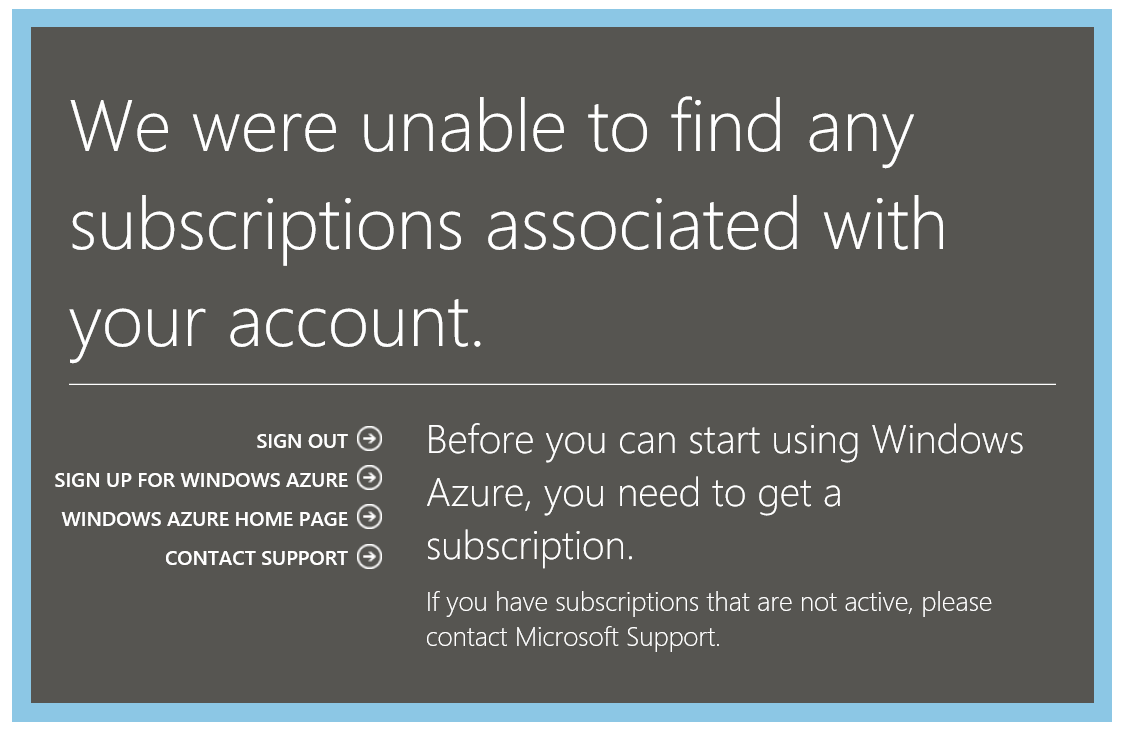 We were unable to find any
subscriptions associated with
your account.
SIGN OUT
SIGN UP FOR WINDOWS AZURE
WINDOWS AZURE HOME PAGE
CONTACT SUPPORT
Before you can start using Windows
Azure, you need to get a
subscription.
If you have subscriptions that are not active, please
contact Microsoft Support.